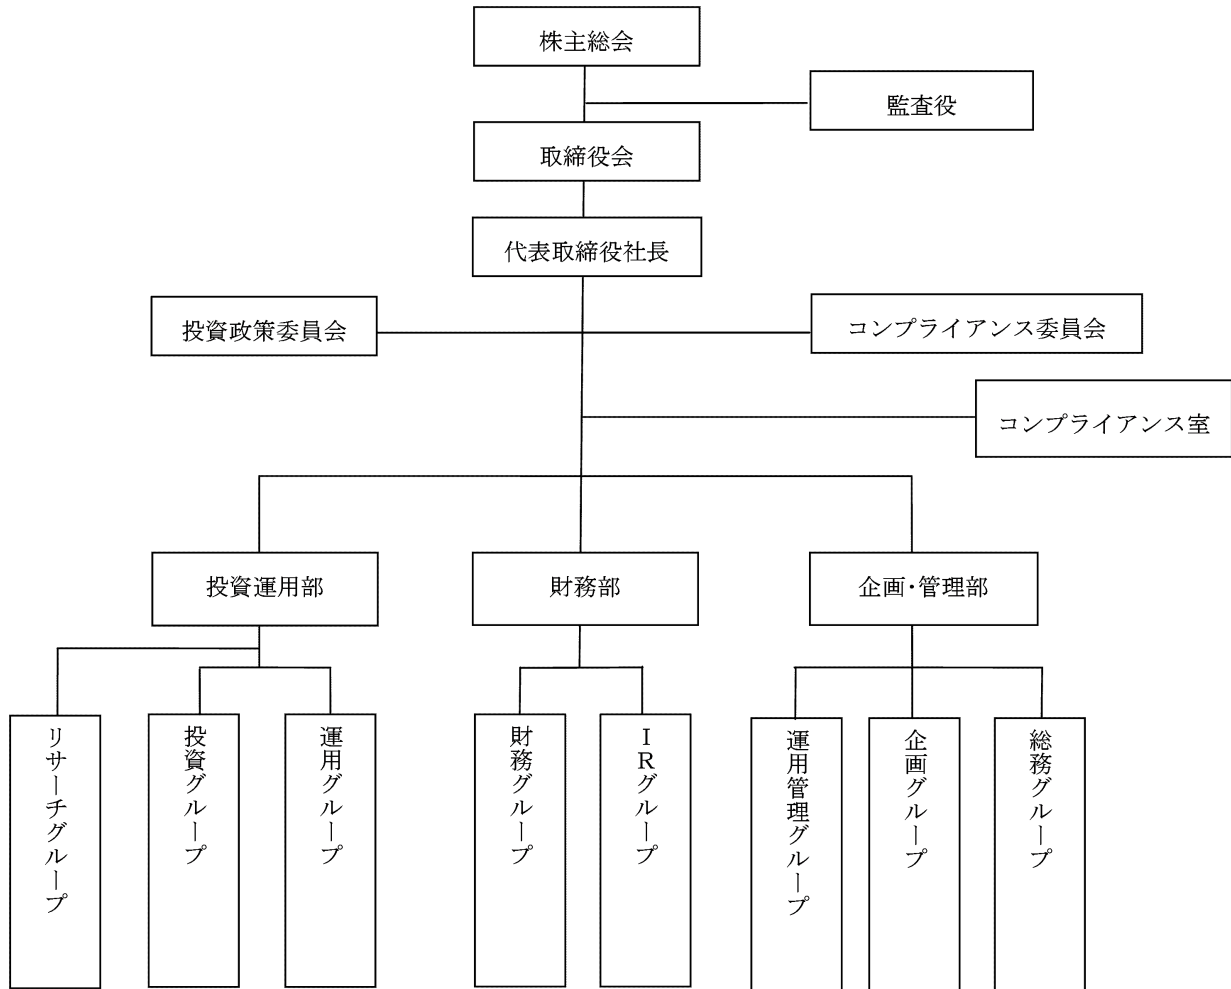 株主総会
監査役
取締役会
代表取締役社長
投資政策委員会
コンプライアンス委員会
コンプライアンス室
投資運用部
財務部
企画・管理部
リサーチグループ
投資グループ
運用グループ
財務グループ
IRグループ
運用管理グループ
企画グループ
総務グループ